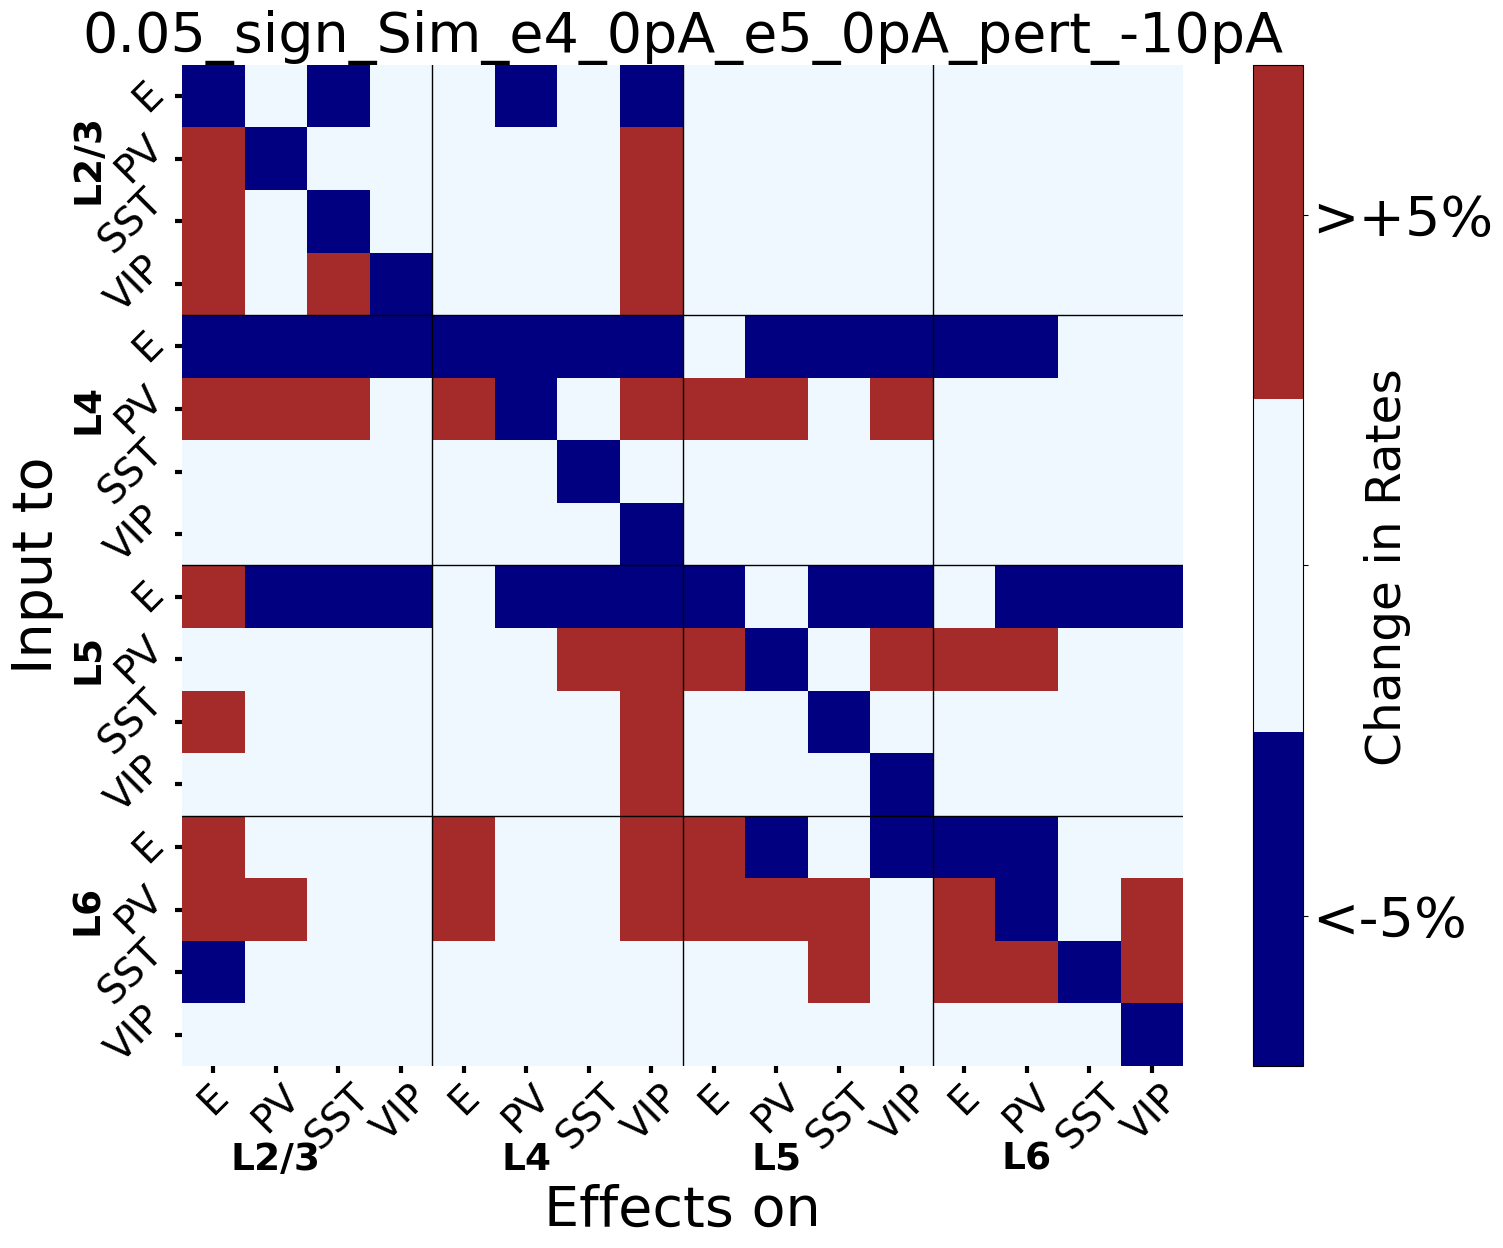 0.05_sign_Sim_e4_0pA_e5_0pA_pert_-10pA
Input to
L2/3
E
PV
SST
VIP
L4
E
PV
SST
VIP
L5
E
PV
SST
VIP
L6
E
PV
SST
VIP
E PV SST VIP E PV SST VIP E PV SST VIP E PV SST VIP
L2/3 L4 L5 L6
Effects on
>+5%
<-5%
Change in Rates